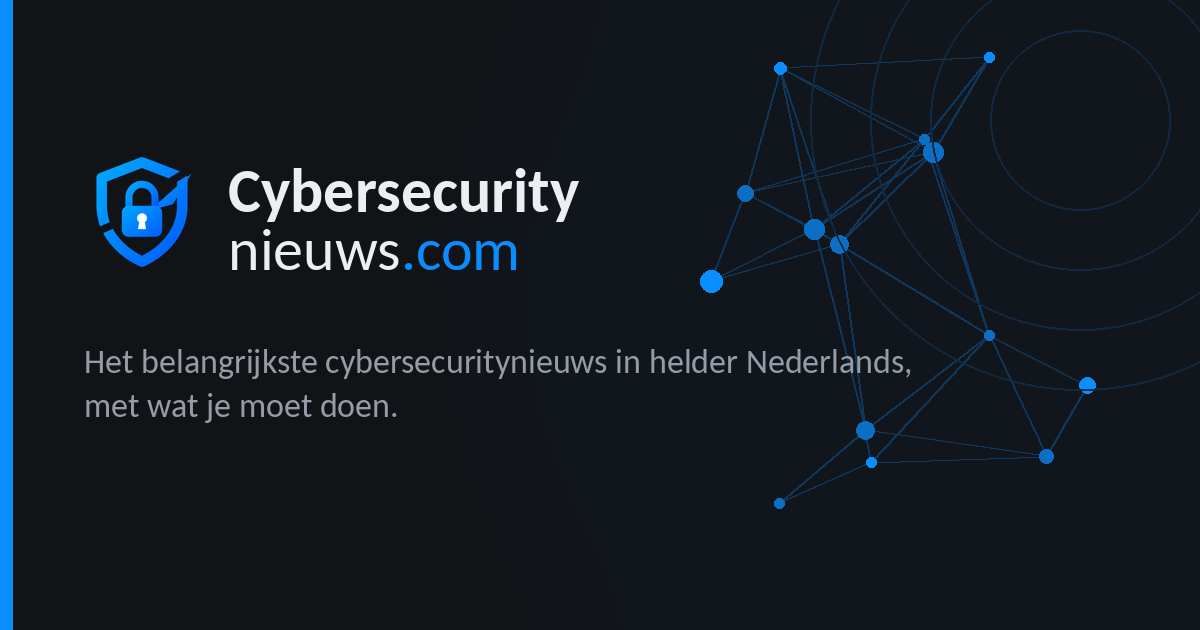 Cybersecurity
nieuws.com
Het belangrijkste cybersecuritynieuws in helder Nederlands,
met wat je moet doen.